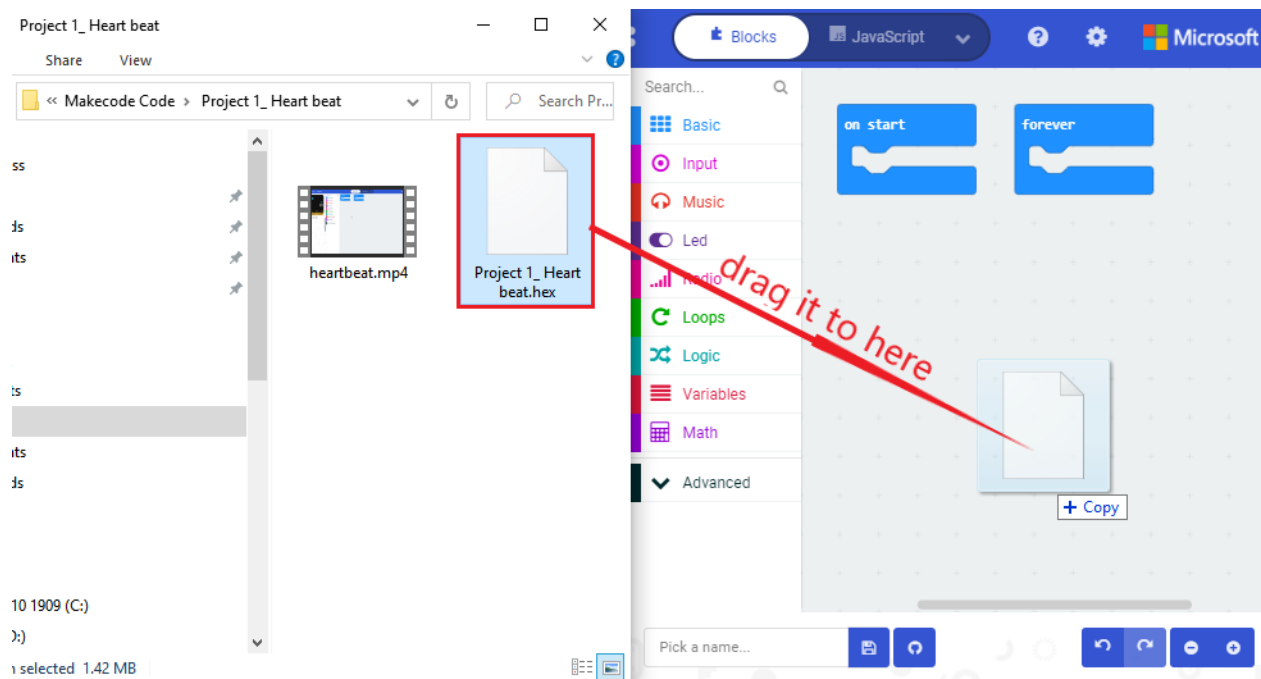 Project 1_ Heart beat
Share View
« Makecode Code > Project 1_ Heart beat
Search Pr...
ss
ds
its
ts
its
ds
10 1909 (C:)
selected 1.42 MB
heartbeat.mp4
Project 1_ Heart
beat.hex
Blocks
JavaScript
Microsoft
Search...
Basic
Input
Music
Led
Radio
Loops
Logic
Variables
Math
Advanced
on start
forever
drag it to here
+ Copy
Pick a name...